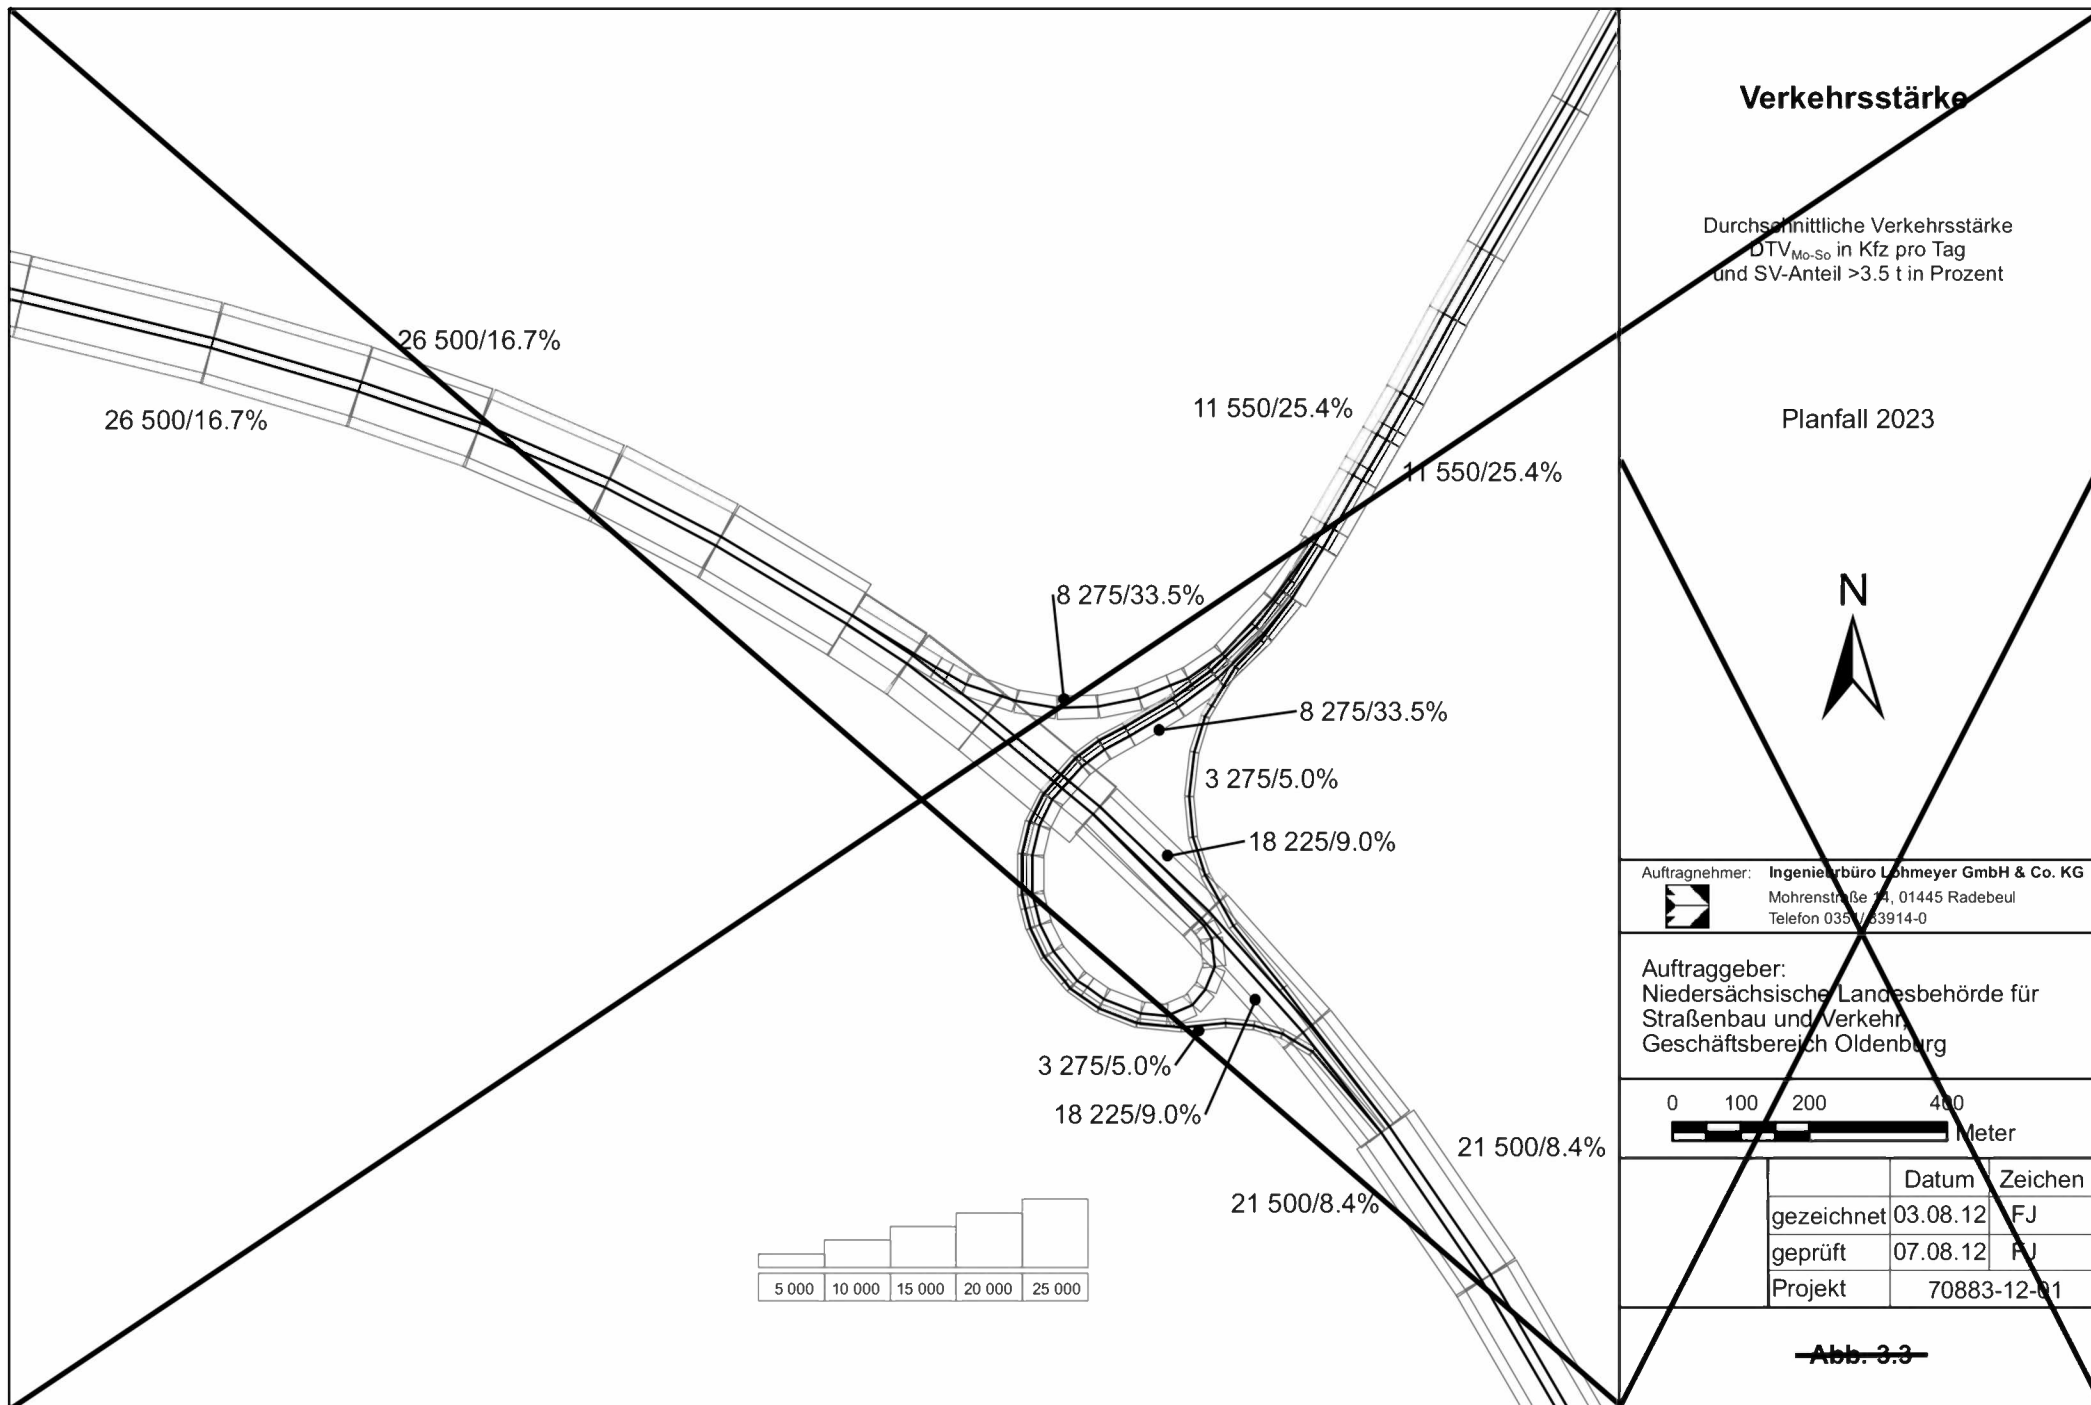 Verkehrsstärke
Durchschnittliche Verkehrsstärke
DTVMo-So in Kfz pro Tag
und SV-Anteil >3.5 t in Prozent
Planfall 2023
N
26 500/16.7%
26 500/16.7%
11 550/25.4%
11 550/25.4%
8 275/33.5%
8 275/33.5%
3 275/5.0%
18 225/9.0%
3 275/5.0%
18 225/9.0%
21 500/8.4%
21 500/8.4%
5 000 10 000 15 000 20 000 25 000
Auftragnehmer: Ingenieurbüro Lohmeyer GmbH & Co. KG
Mohrenstraße 14, 01445 Radebeul
Telefon 0351/ 83914-0
Auftraggeber:
Niedersächsische Landesbehörde für
Straßenbau und Verkehr,
Geschäftsbereich Oldenburg
0 100 200 400
Meter
Datum Zeichen
gezeichnet 03.08.12 FJ
geprüft 07.08.12 FJ
Projekt 70883-12-01
Abb. 3.3